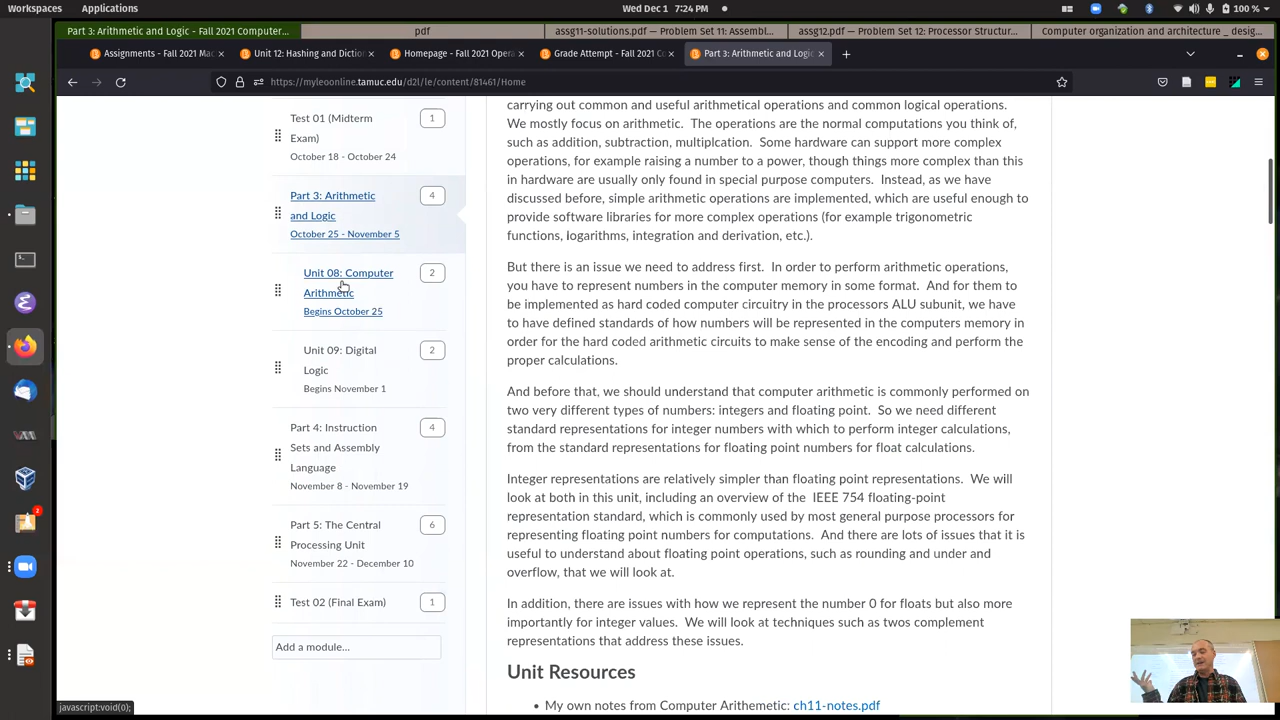 Workspaces Applications Wed Dec 1 7:24 PM 100 %
Part 3: Arithmetic and Logic - Fall 2021 Computer... pdf assg11-solutions.pdf — Problem Set 11: Assembl... assg12.pdf — Problem Set 12: Processor Structur... Computer organization and architecture _ desig...
Assignments - Fall 2021 Mac Unit 12: Hashing and Dictio Homepage - Fall 2021 Opera Grade Attempt - Fall 2021 Co Part 3: Arithmetic and Logic
https://myleoonline.tamuc.edu/d2l/le/content/81461/Home
Test 01 (Midterm
Exam)
October 18 - October 24
1
Part 3: Arithmetic
and Logic
October 25 - November 5
4
Unit 08: Computer
Arithmetic
Begins October 25
2
Unit 09: Digital
Logic
Begins November 1
2
Part 4: Instruction
Sets and Assembly
Language
November 8 - November 19
4
Part 5: The Central
Processing Unit
November 22 - December 10
6
Test 02 (Final Exam)
1
Add a module...
carrying out common and useful arithmetical operations and common logical operations.
We mostly focus on arithmetic. The operations are the normal computations you think of,
such as addition, subtraction, multiplcation. Some hardware can support more complex
operations, for example raising a number to a power, though things more complex than this
in hardware are usually only found in special purpose computers. Instead, as we have
discussed before, simple arithmetic operations are implemented, which are useful enough to
provide software libraries for more complex operations (for example trigonometric
functions, logarithms, integration and derivation, etc.).
But there is an issue we need to address first. In order to perform arithmetic operations,
you have to represent numbers in the computer memory in some format. And for them to
be implemented as hard coded computer circuitry in the processors ALU subunit, we have
to have defined standards of how numbers will be represented in the computers memory in
order for the hard coded arithmetic circuits to make sense of the encoding and perform the
proper calculations.
And before that, we should understand that computer arithmetic is commonly performed on
two very different types of numbers: integers and floating point. So we need different
standard representations for integer numbers with which to perform integer calculations,
from the standard representations for floating point numbers for float calculations.
Integer representations are relatively simpler than floating point representations. We will
look at both in this unit, including an overview of the IEEE 754 floating-point
representation standard, which is commonly used by most general purpose processors for
representing floating point numbers for computations. And there are lots of issues that it is
useful to understand about floating point operations, such as rounding and under and
overflow, that we will look at.
In addition, there are issues with how we represent the number 0 for floats but also more
importantly for integer values. We will look at techniques such as twos complement
representations that address these issues.
Unit Resources
• My own notes from Computer Arithemetic: ch11-notes.pdf
javascript:void(0);
2